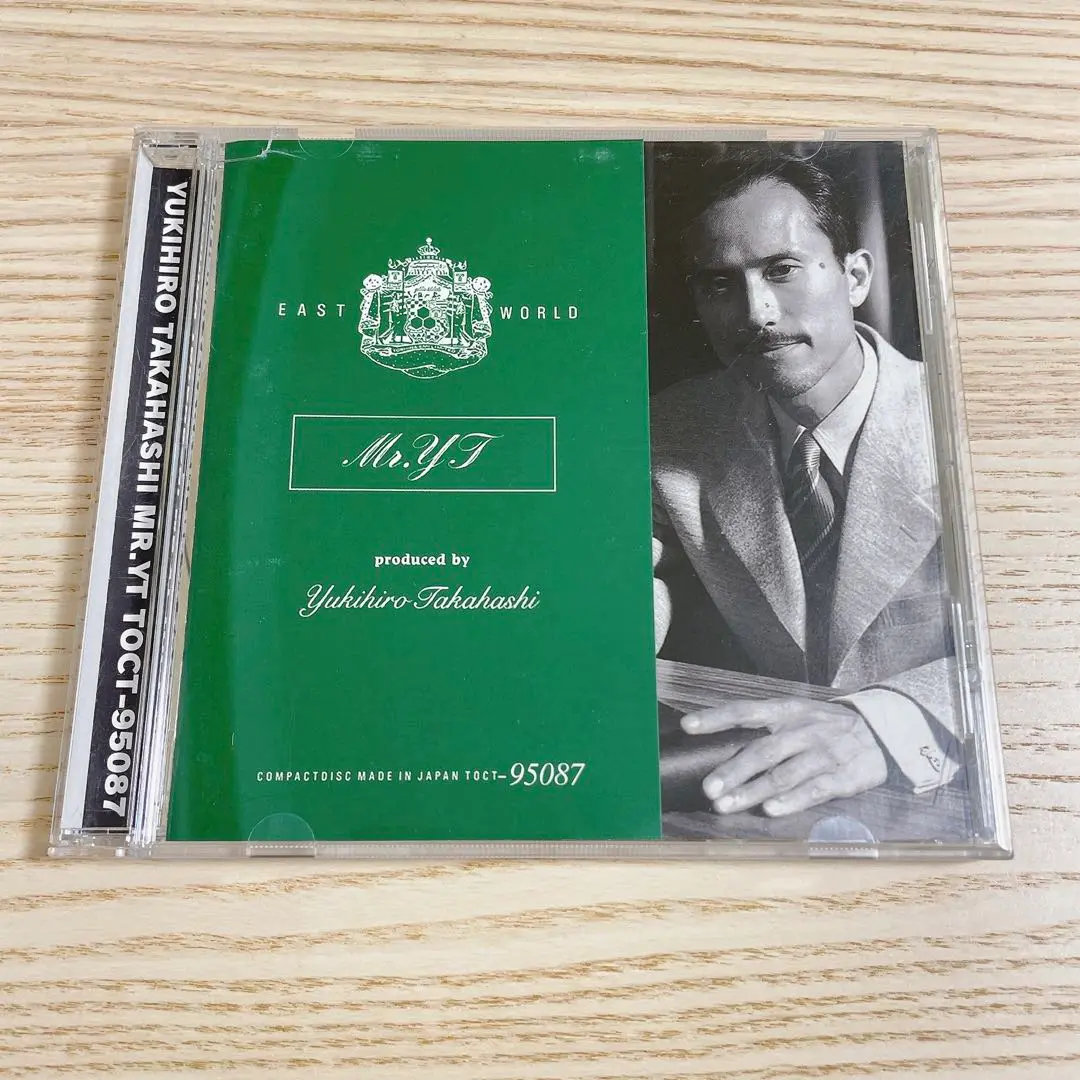 YUKIHIRO TAKAHASHI MR.YT TOCT-95087
EAST WORLD
Mr.YT
produced by
Yukihiro Takahashi
COMPACTDISC MADE IN JAPAN TOCT-95087